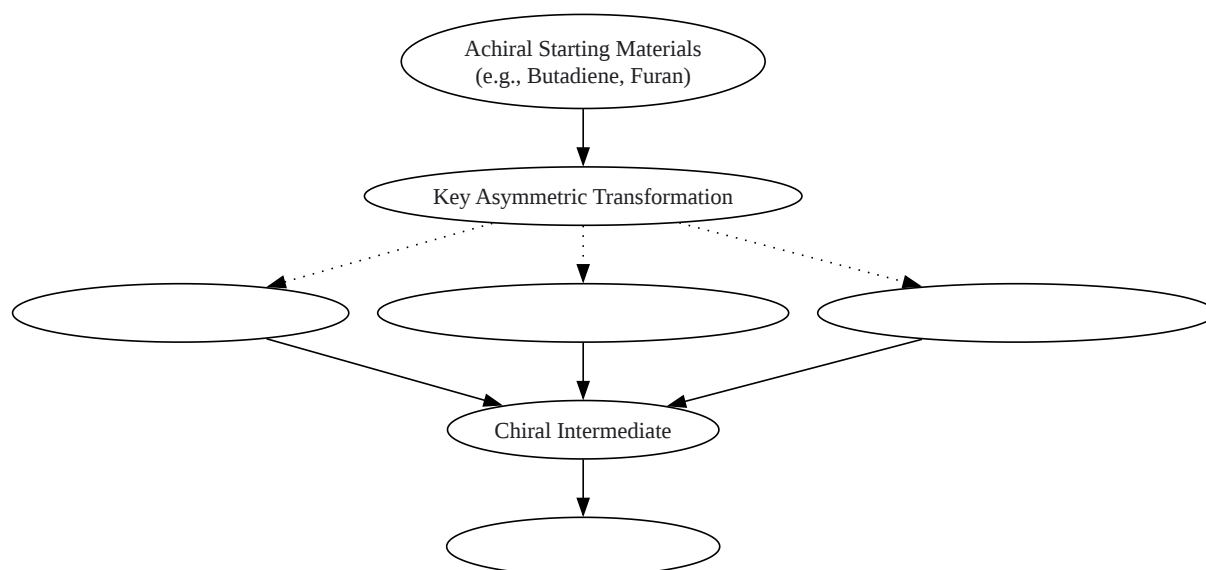 Achiral Starting Materials
(e.g., Butadiene, Furan)
Key Asymmetric Transformation
Chiral Intermediate